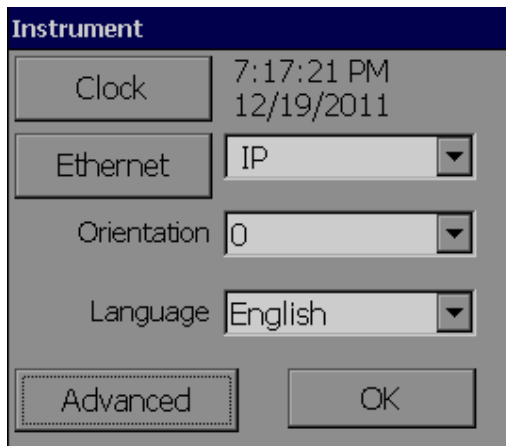 Instrument
Clock
7:17:21 PM
12/19/2011
Ethernet
IP
Orientation
0
Language
English
Advanced
OK